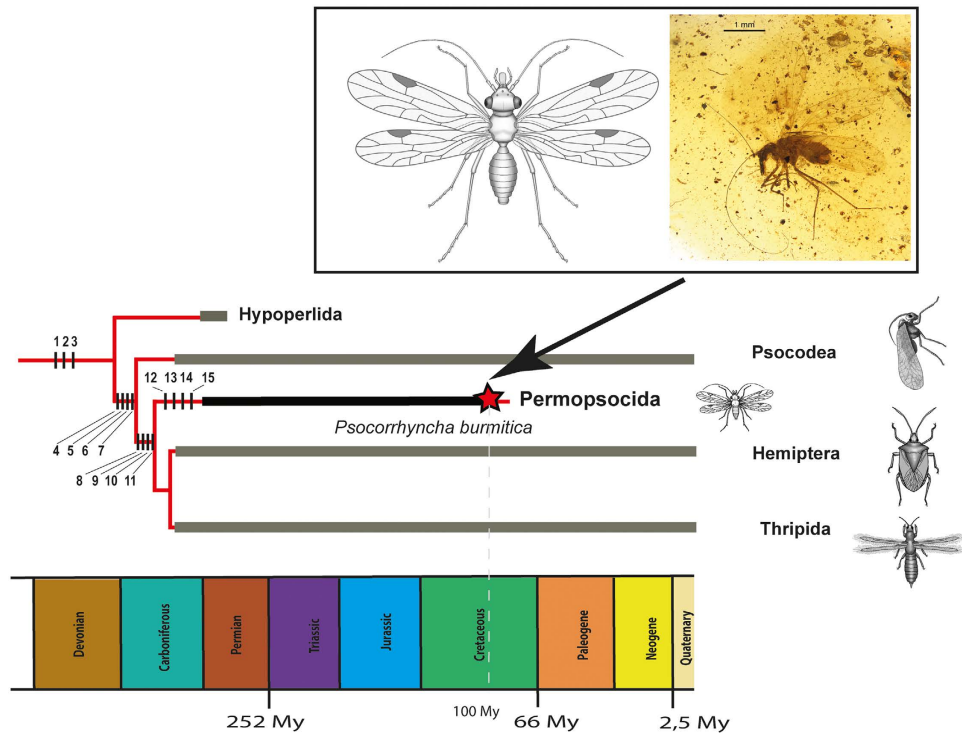 1 mm
Hypoperlida
1 2 3
Psocodea
12 13 14 15
Permopsocida
Psocorrhyncha burmitica
4 5 6 7
Hemiptera
8 9 10 11
Thripida
Devonian
Carboniferous
Permian
Triassic
Jurassic
Cretaceous
Paleogene
Neogene
Quaternary
252 My
100 My
66 My
2,5 My